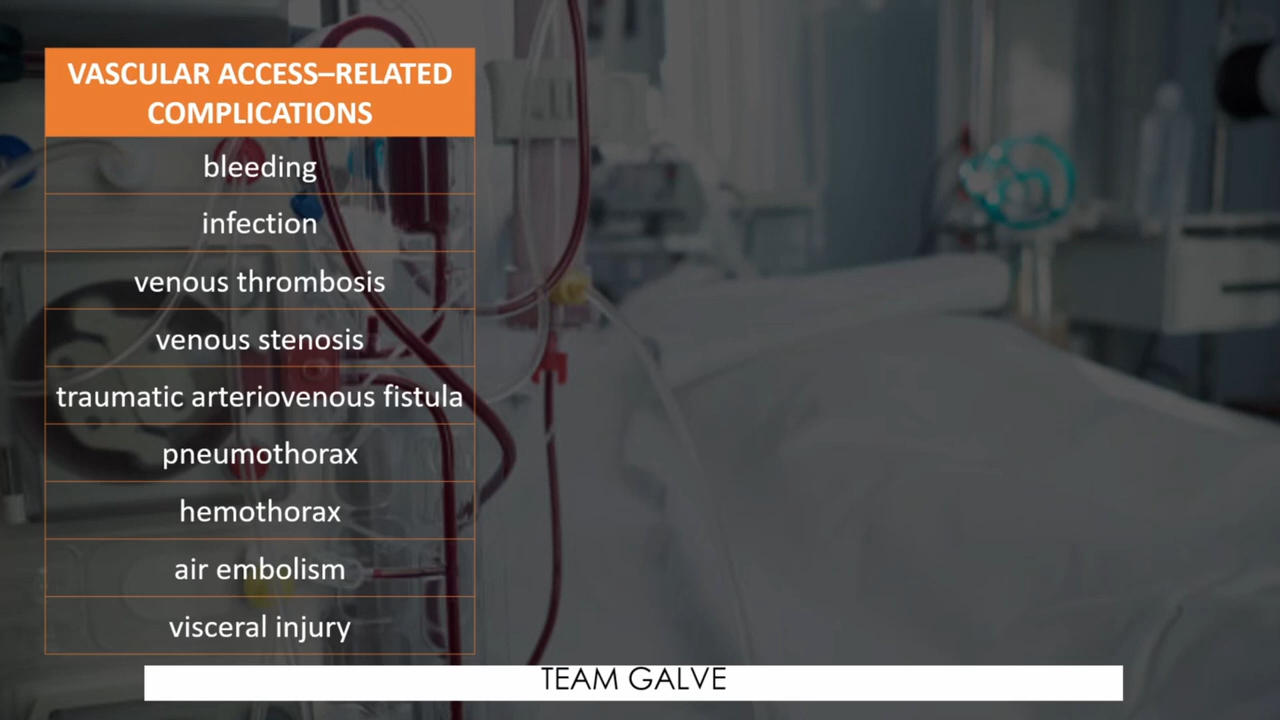 VASCULAR ACCESS–RELATED
COMPLICATIONS
bleeding
infection
venous thrombosis
venous stenosis
traumatic arteriovenous fistula
pneumothorax
hemothorax
air embolism
visceral injury
TEAM GALVE